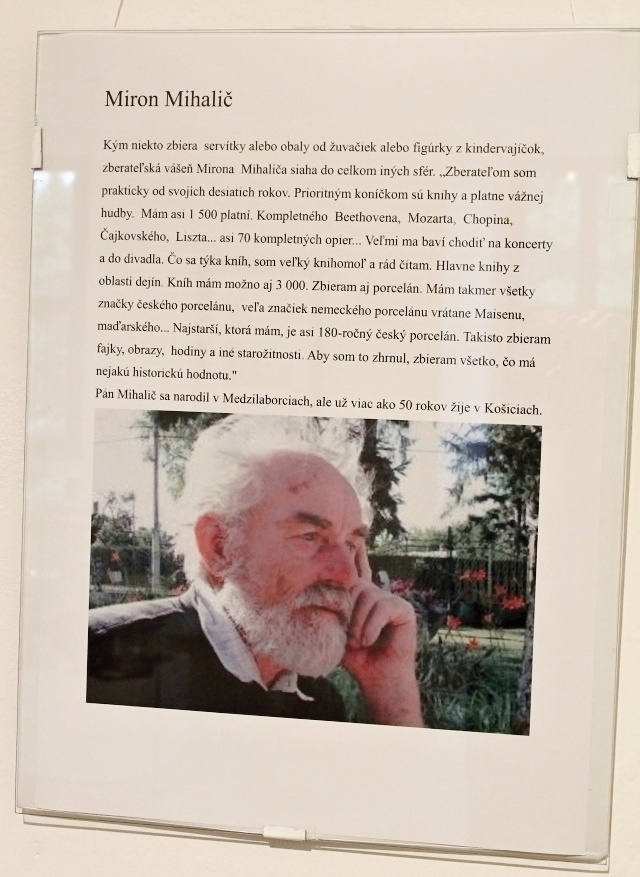 Miron Mihalič
Kým niekto zbiera servítky alebo obaly od žuvačiek alebo figúrky z kindervajíčok,
zberateľská vášeň Mirona Mihaliča siaha do celkom iných sfér. „Zberateľom som
prakticky od svojich desiatich rokov. Prioritným koníčkom sú knihy a platne vážnej
hudby. Mám asi 1 500 platní. Kompletného Beethovena, Mozarta, Chopina,
Čajkovského, Liszta... asi 70 kompletných opier... Veľmi ma baví chodiť na koncerty
a do divadla. Čo sa týka kníh, som veľký knihomoľ a rád čítam. Hlavne knihy z
oblasti dejín. Kníh mám možno aj 3 000. Zbieram aj porcelán. Mám takmer všetky
značky českého porcelánu, veľa značiek nemeckého porcelánu vrátane Maisenu,
maďarského... Najstarší, ktorá mám, je asi 180-ročný český porcelán. Takisto zbieram
fajky, obrazy, hodiny a iné starožitnosti. Aby som to zhrnul, zbieram všetko, čo má
nejakú historickú hodnotu."
Pán Mihalič sa narodil v Medzilaborciach, ale už viac ako 50 rokov žije v Košiciach.